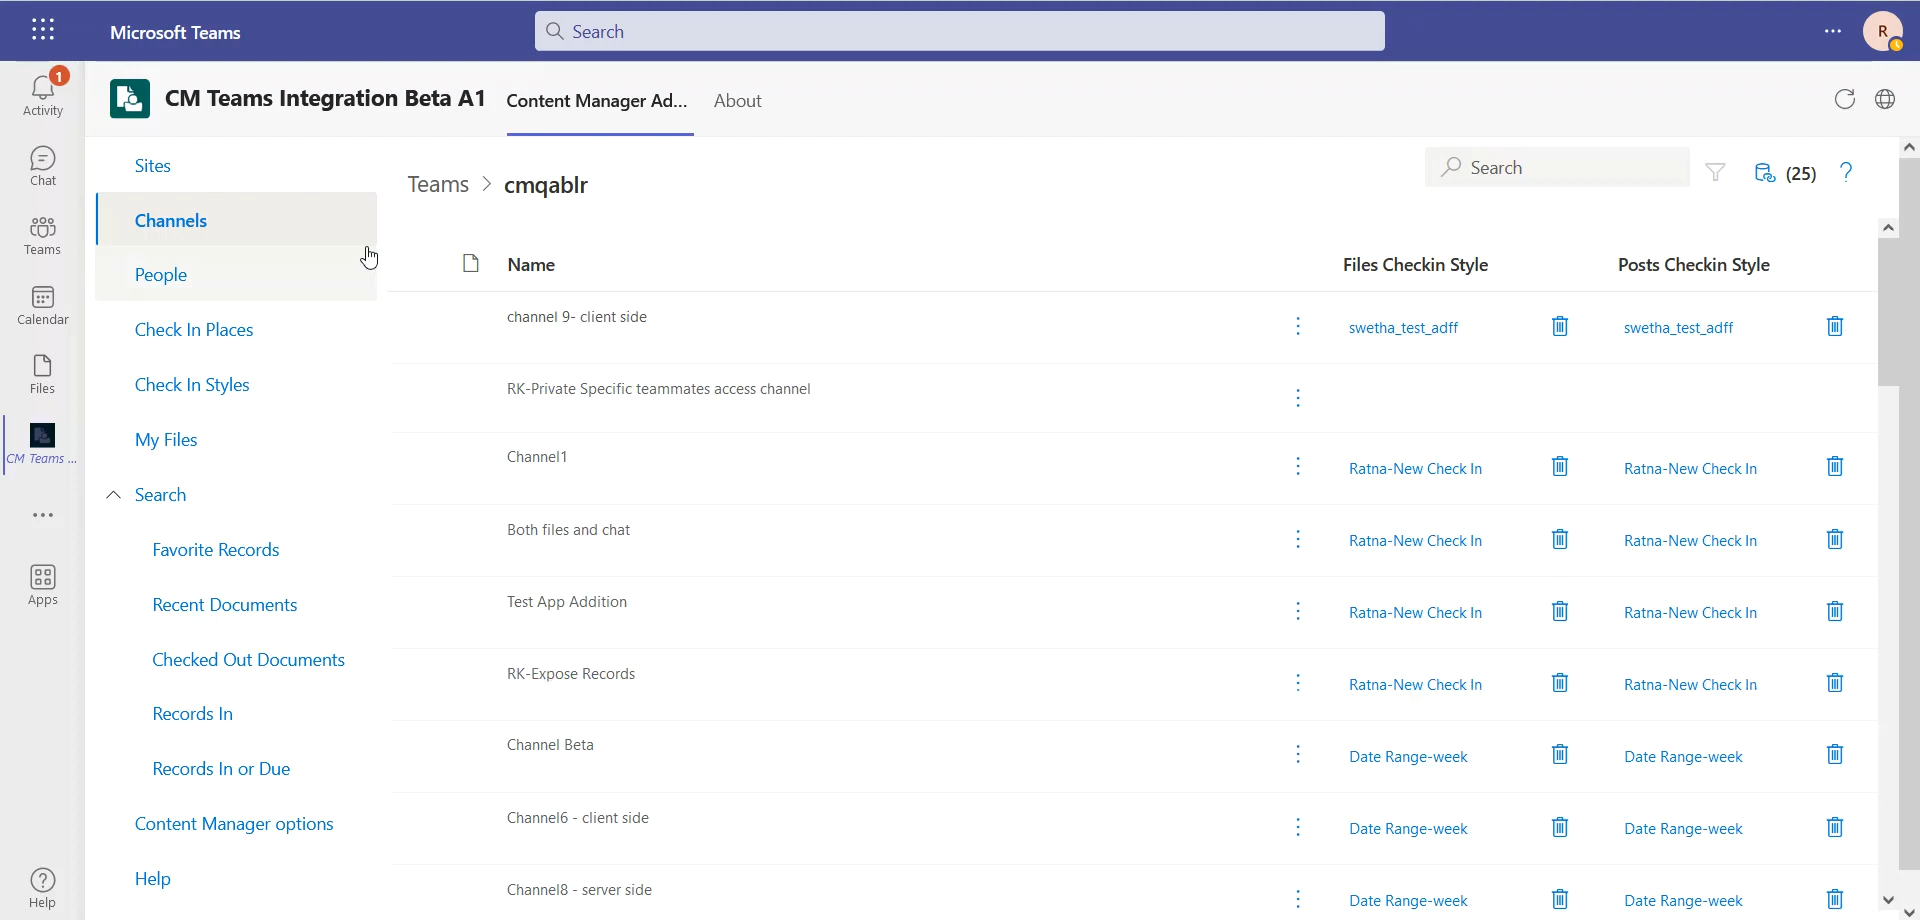 Microsoft Teams
Search
R
1
Activity
Chat
Teams
Calendar
Files
CM Teams ...
Apps
Help
CM Teams Integration Beta A1
Content Manager Ad...
About
Sites
Channels
People
Check In Places
Check In Styles
My Files
Search
Favorite Records
Recent Documents
Checked Out Documents
Records In
Records In or Due
Content Manager options
Help
Teams > cmqablr
Search
(25)
?
Name Files Checkin Style Posts Checkin Style
channel 9- client side swetha_test_adff swetha_test_adff
RK-Private Specific teammates access channel
Channel1 Ratna-New Check In Ratna-New Check In
Both files and chat Ratna-New Check In Ratna-New Check In
Test App Addition Ratna-New Check In Ratna-New Check In
RK-Expose Records Ratna-New Check In Ratna-New Check In
Channel Beta Date Range-week Date Range-week
Channel6 - client side Date Range-week Date Range-week
Channel8 - server side Date Range-week Date Range-week